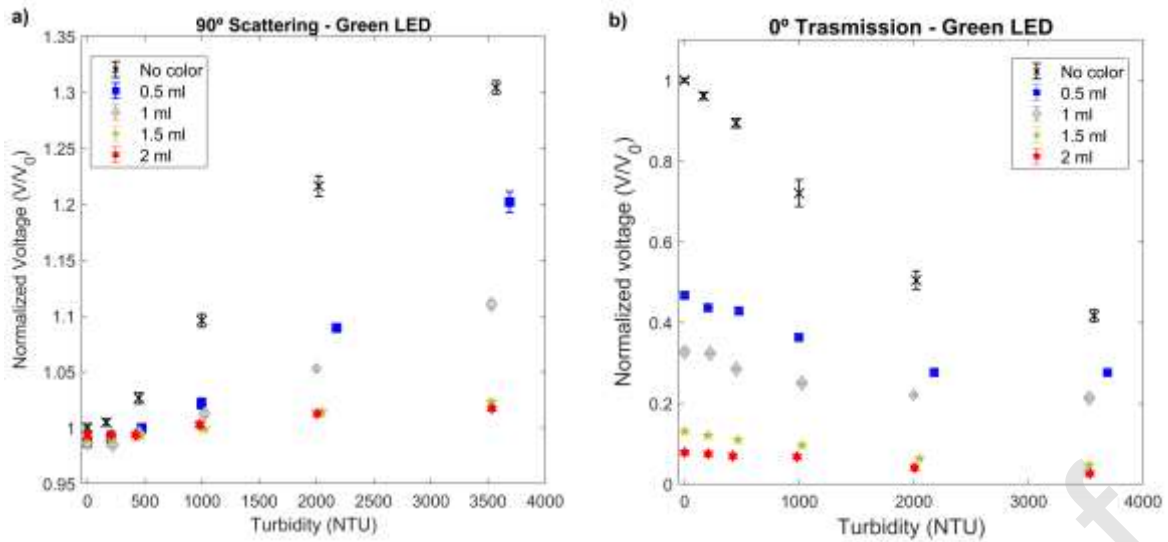 a)
90º Scattering - Green LED
1.35
1.3
1.25
1.2
1.15
1.1
1.05
1
0.95
Normalized Voltage (V/V0)
No color
0.5 ml
1 ml
1.5 ml
2 ml
0 500 1000 1500 2000 2500 3000 3500 4000
Turbidity (NTU)
b)
0º Trasmission - Green LED
1
0.8
0.6
0.4
0.2
0
Normalized voltage (V/V0)
No color
0.5 ml
1 ml
1.5 ml
2 ml
0 1000 2000 3000 4000
Turbidity (NTU)
f